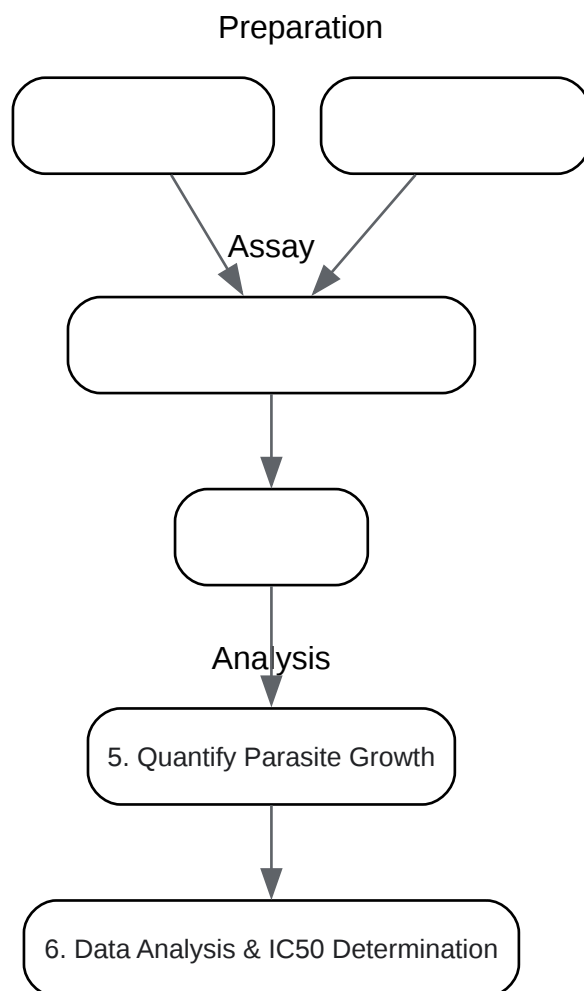 Preparation
Assay
Analysis
5. Quantify Parasite Growth
6. Data Analysis & IC50 Determination